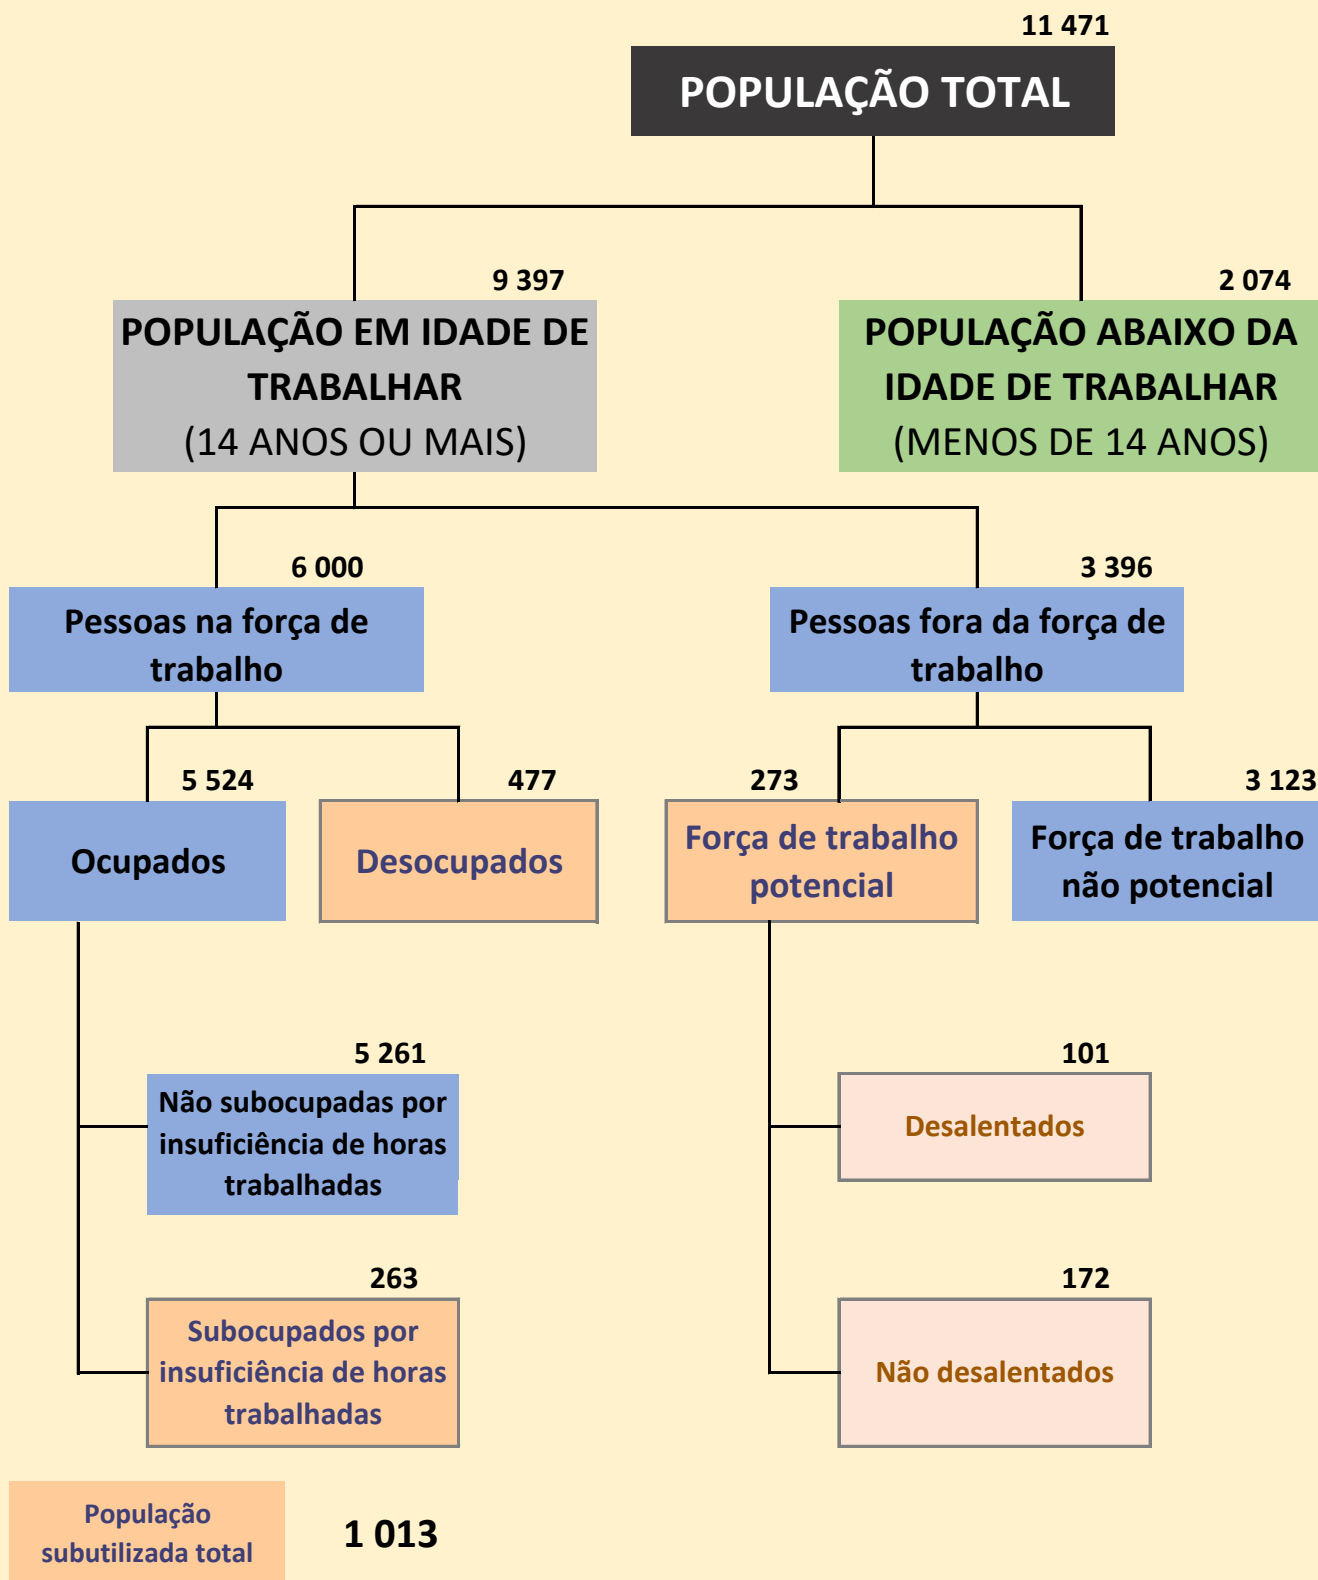 11 471
POPULAÇÃO TOTAL
9 397
POPULAÇÃO EM IDADE DE
TRABALHAR
(14 ANOS OU MAIS)
2 074
POPULAÇÃO ABAIXO DA
IDADE DE TRABALHAR
(MENOS DE 14 ANOS)
6 000
Pessoas na força de
trabalho
3 396
Pessoas fora da força de
trabalho
5 524
Ocupados
477
Desocupados
273
Força de trabalho
potencial
3 123
Força de trabalho
não potencial
5 261
Não subocupadas por
insuficiência de horas
trabalhadas
101
Desalentados
263
Subocupados por
insuficiência de horas
trabalhadas
172
Não desalentados
População
subutilizada total
1 013